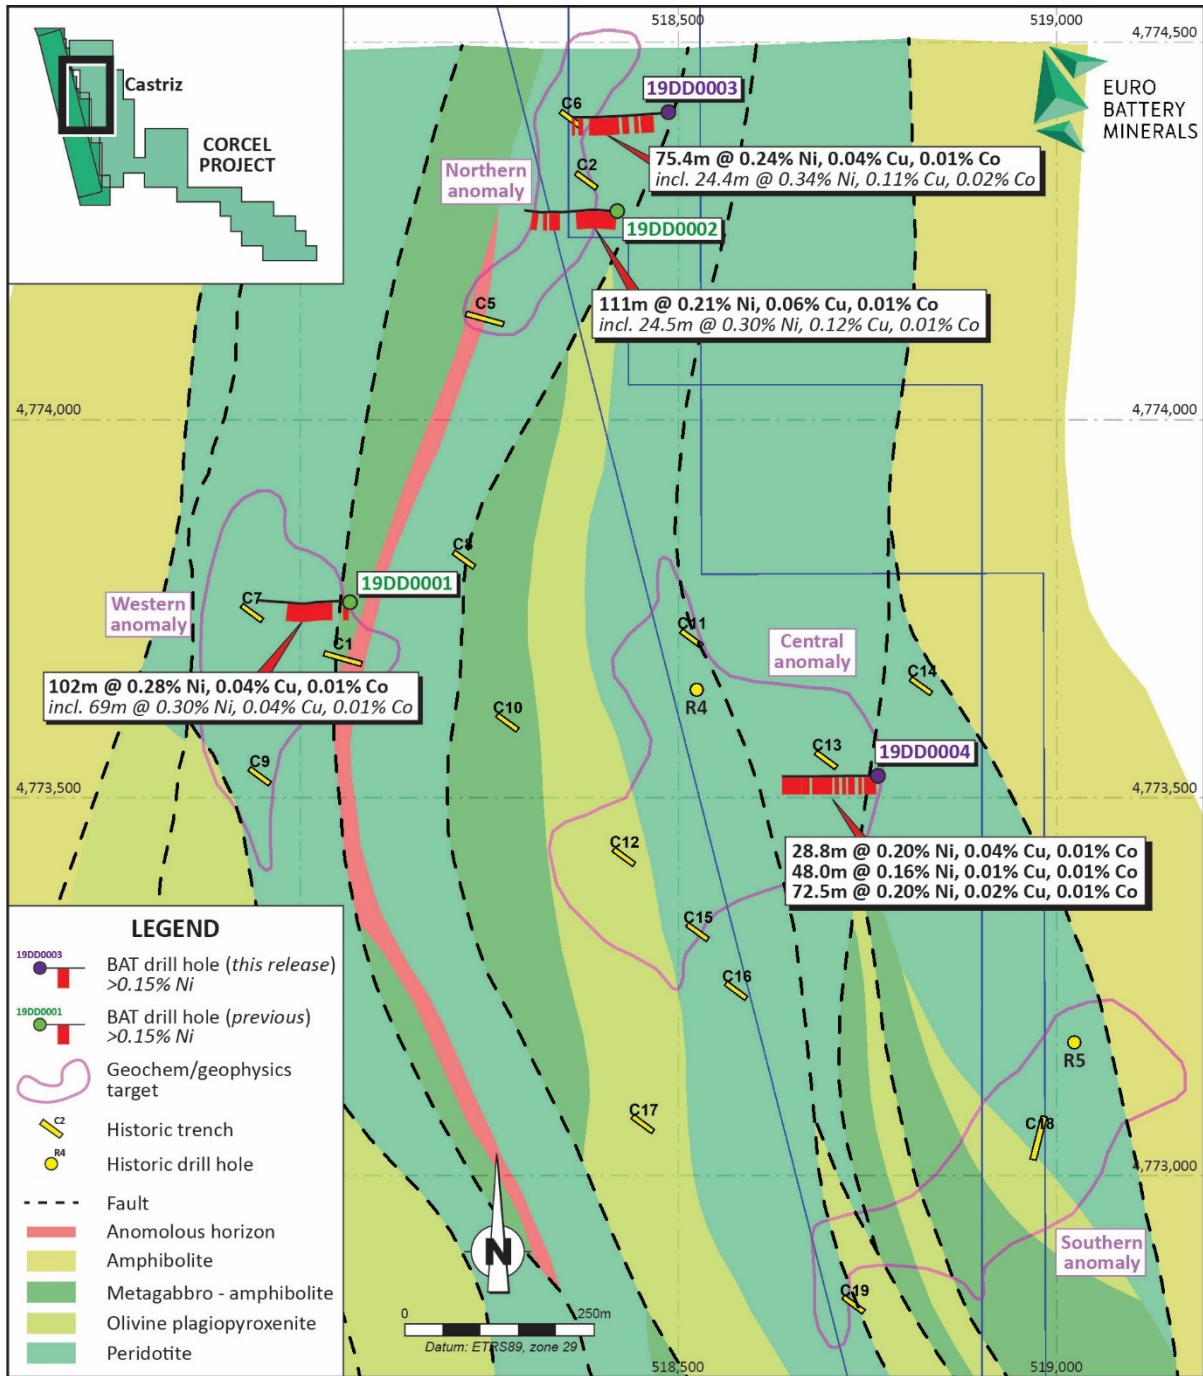 518,500
519,000
4,774,500
Castriz
CORCEL
PROJECT
EURO
BATTERY
MINERALS
19DD0003
C6
75.4m @ 0.24% Ni, 0.04% Cu, 0.01% Co
incl. 24.4m @ 0.34% Ni, 0.11% Cu, 0.02% Co
Northern
anomaly
C2
19DD0002
111m @ 0.21% Ni, 0.06% Cu, 0.01% Co
incl. 24.5m @ 0.30% Ni, 0.12% Cu, 0.01% Co
C5
4,774,000
4,774,000
C8
19DD0001
Western
anomaly
C7
C1
102m @ 0.28% Ni, 0.04% Cu, 0.01% Co
incl. 69m @ 0.30% Ni, 0.04% Cu, 0.01% Co
C11
Central
anomaly
C14
R4
C10
C9
C13
19DD0004
4,773,500
4,773,500
C12
28.8m @ 0.20% Ni, 0.04% Cu, 0.01% Co
48.0m @ 0.16% Ni, 0.01% Cu, 0.01% Co
72.5m @ 0.20% Ni, 0.02% Cu, 0.01% Co
C15
C16
R5
C17
C18
4,773,000
Southern
anomaly
C19
LEGEND
19DD0003
BAT drill hole (this release)
>0.15% Ni
19DD0001
BAT drill hole (previous)
>0.15% Ni
Geochem/geophysics
target
C2
Historic trench
R4
Historic drill hole
Fault
Anomolous horizon
Amphibolite
Metagabbro - amphibolite
Olivine plagiopyroxenite
Peridotite
N
0
250m
Datum: ETRS89, zone 29
518,500
519,000